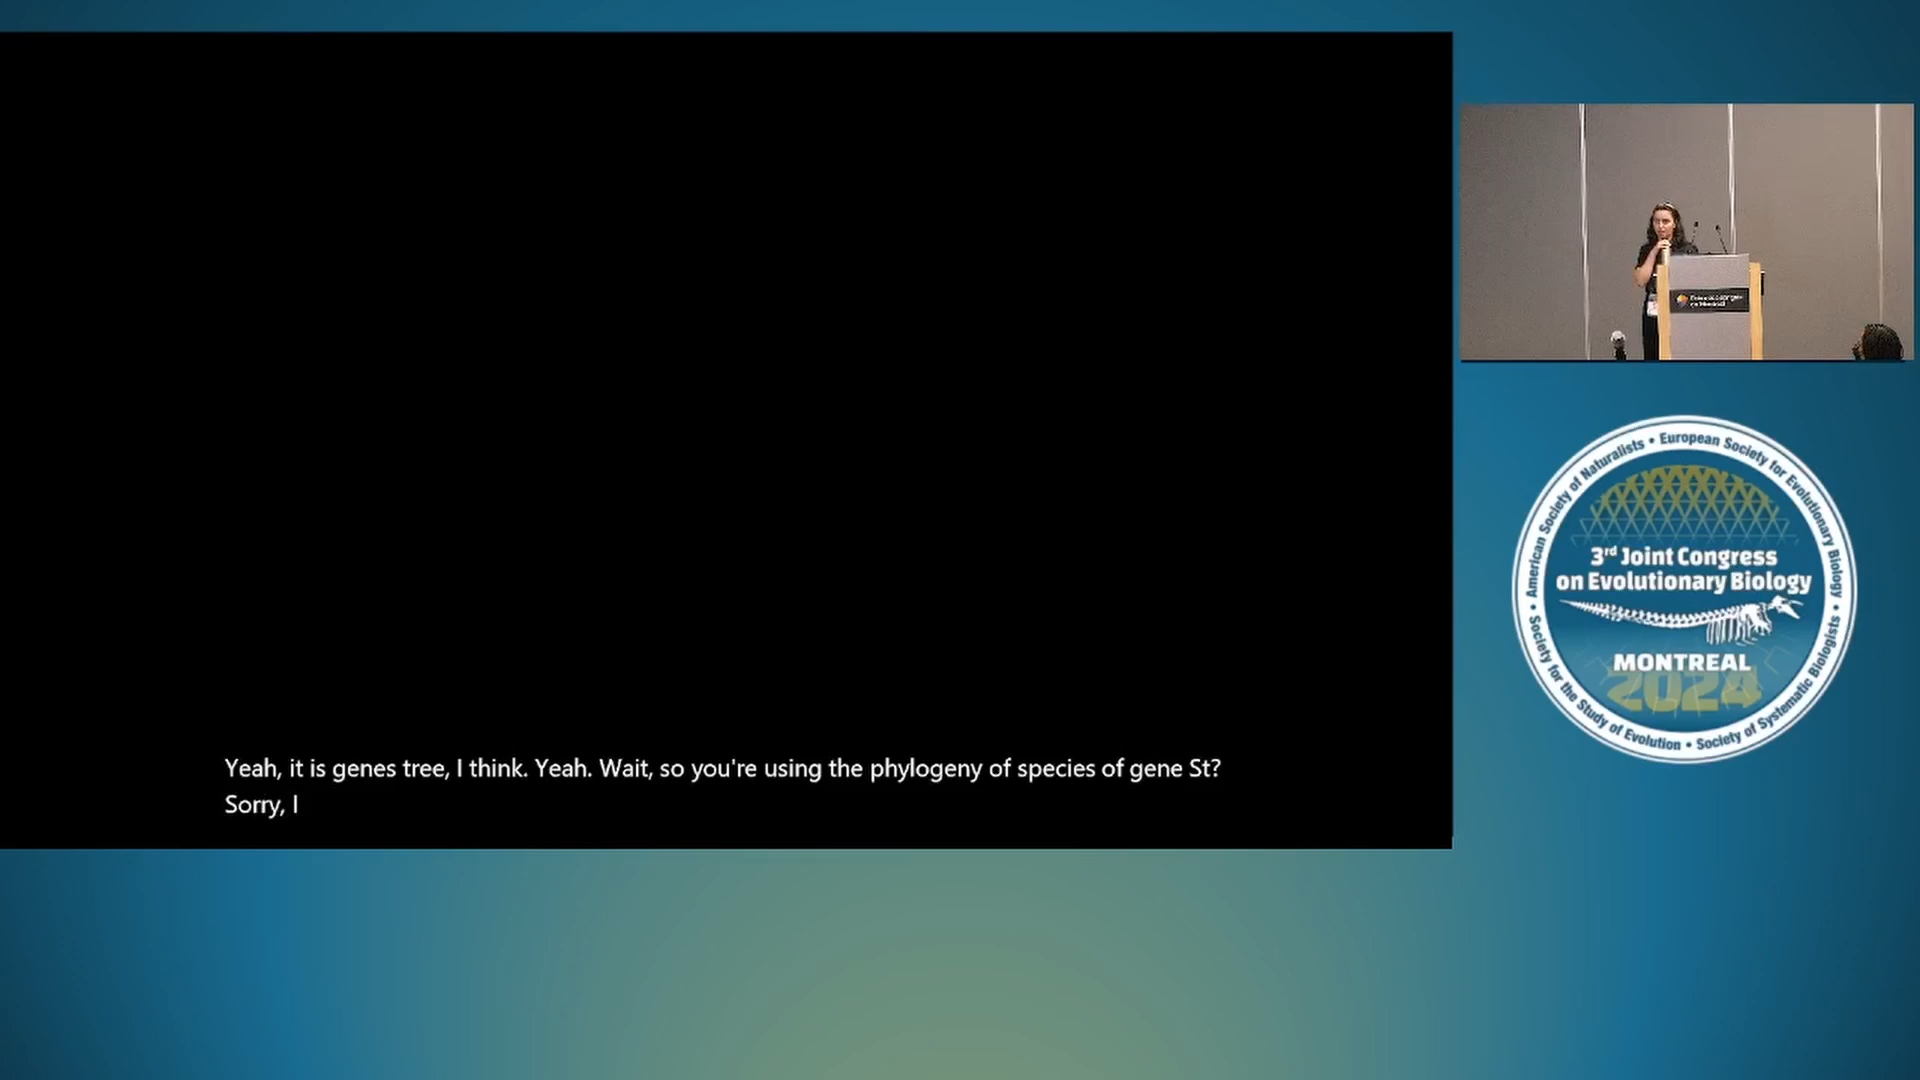 Yeah, it is genes tree, I think. Yeah. Wait, so you're using the phylogeny of species of gene St?
Sorry, I
American Society of Naturalists • European Society for Evolutionary Biology • Society of Systematic Biologists • Society for the Study of Evolution •
3rd Joint Congress
on Evolutionary Biology
MONTREAL
2024